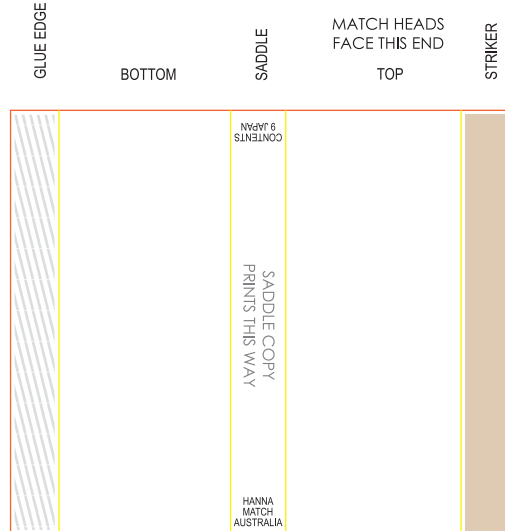 GLUE EDGE
BOTTOM
SADDLE
MATCH HEADS
FACE THIS END
TOP
STRIKER
CONTENTS
9 JAPAN
SADDLE COPY
PRINTS THIS WAY
HANNA
MATCH
AUSTRALIA